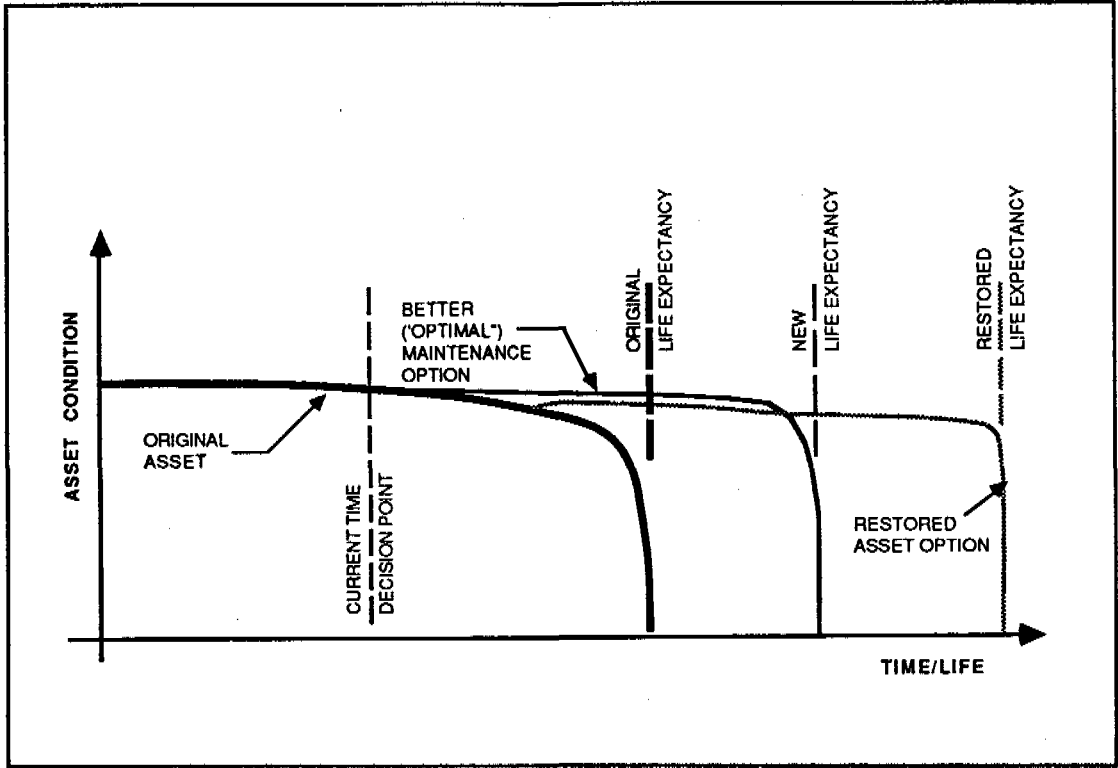 ORIGINAL
LIFE EXPECTANCY
NEW
LIFE EXPECTANCY
RESTORED
LIFE EXPECTANCY
BETTER
('OPTIMAL")
MAINTENANCE
OPTION
ASSET CONDITION
ORIGINAL
ASSET
CURRENT TIME
DECISION POINT
RESTORED
ASSET OPTION
TIME/LIFE